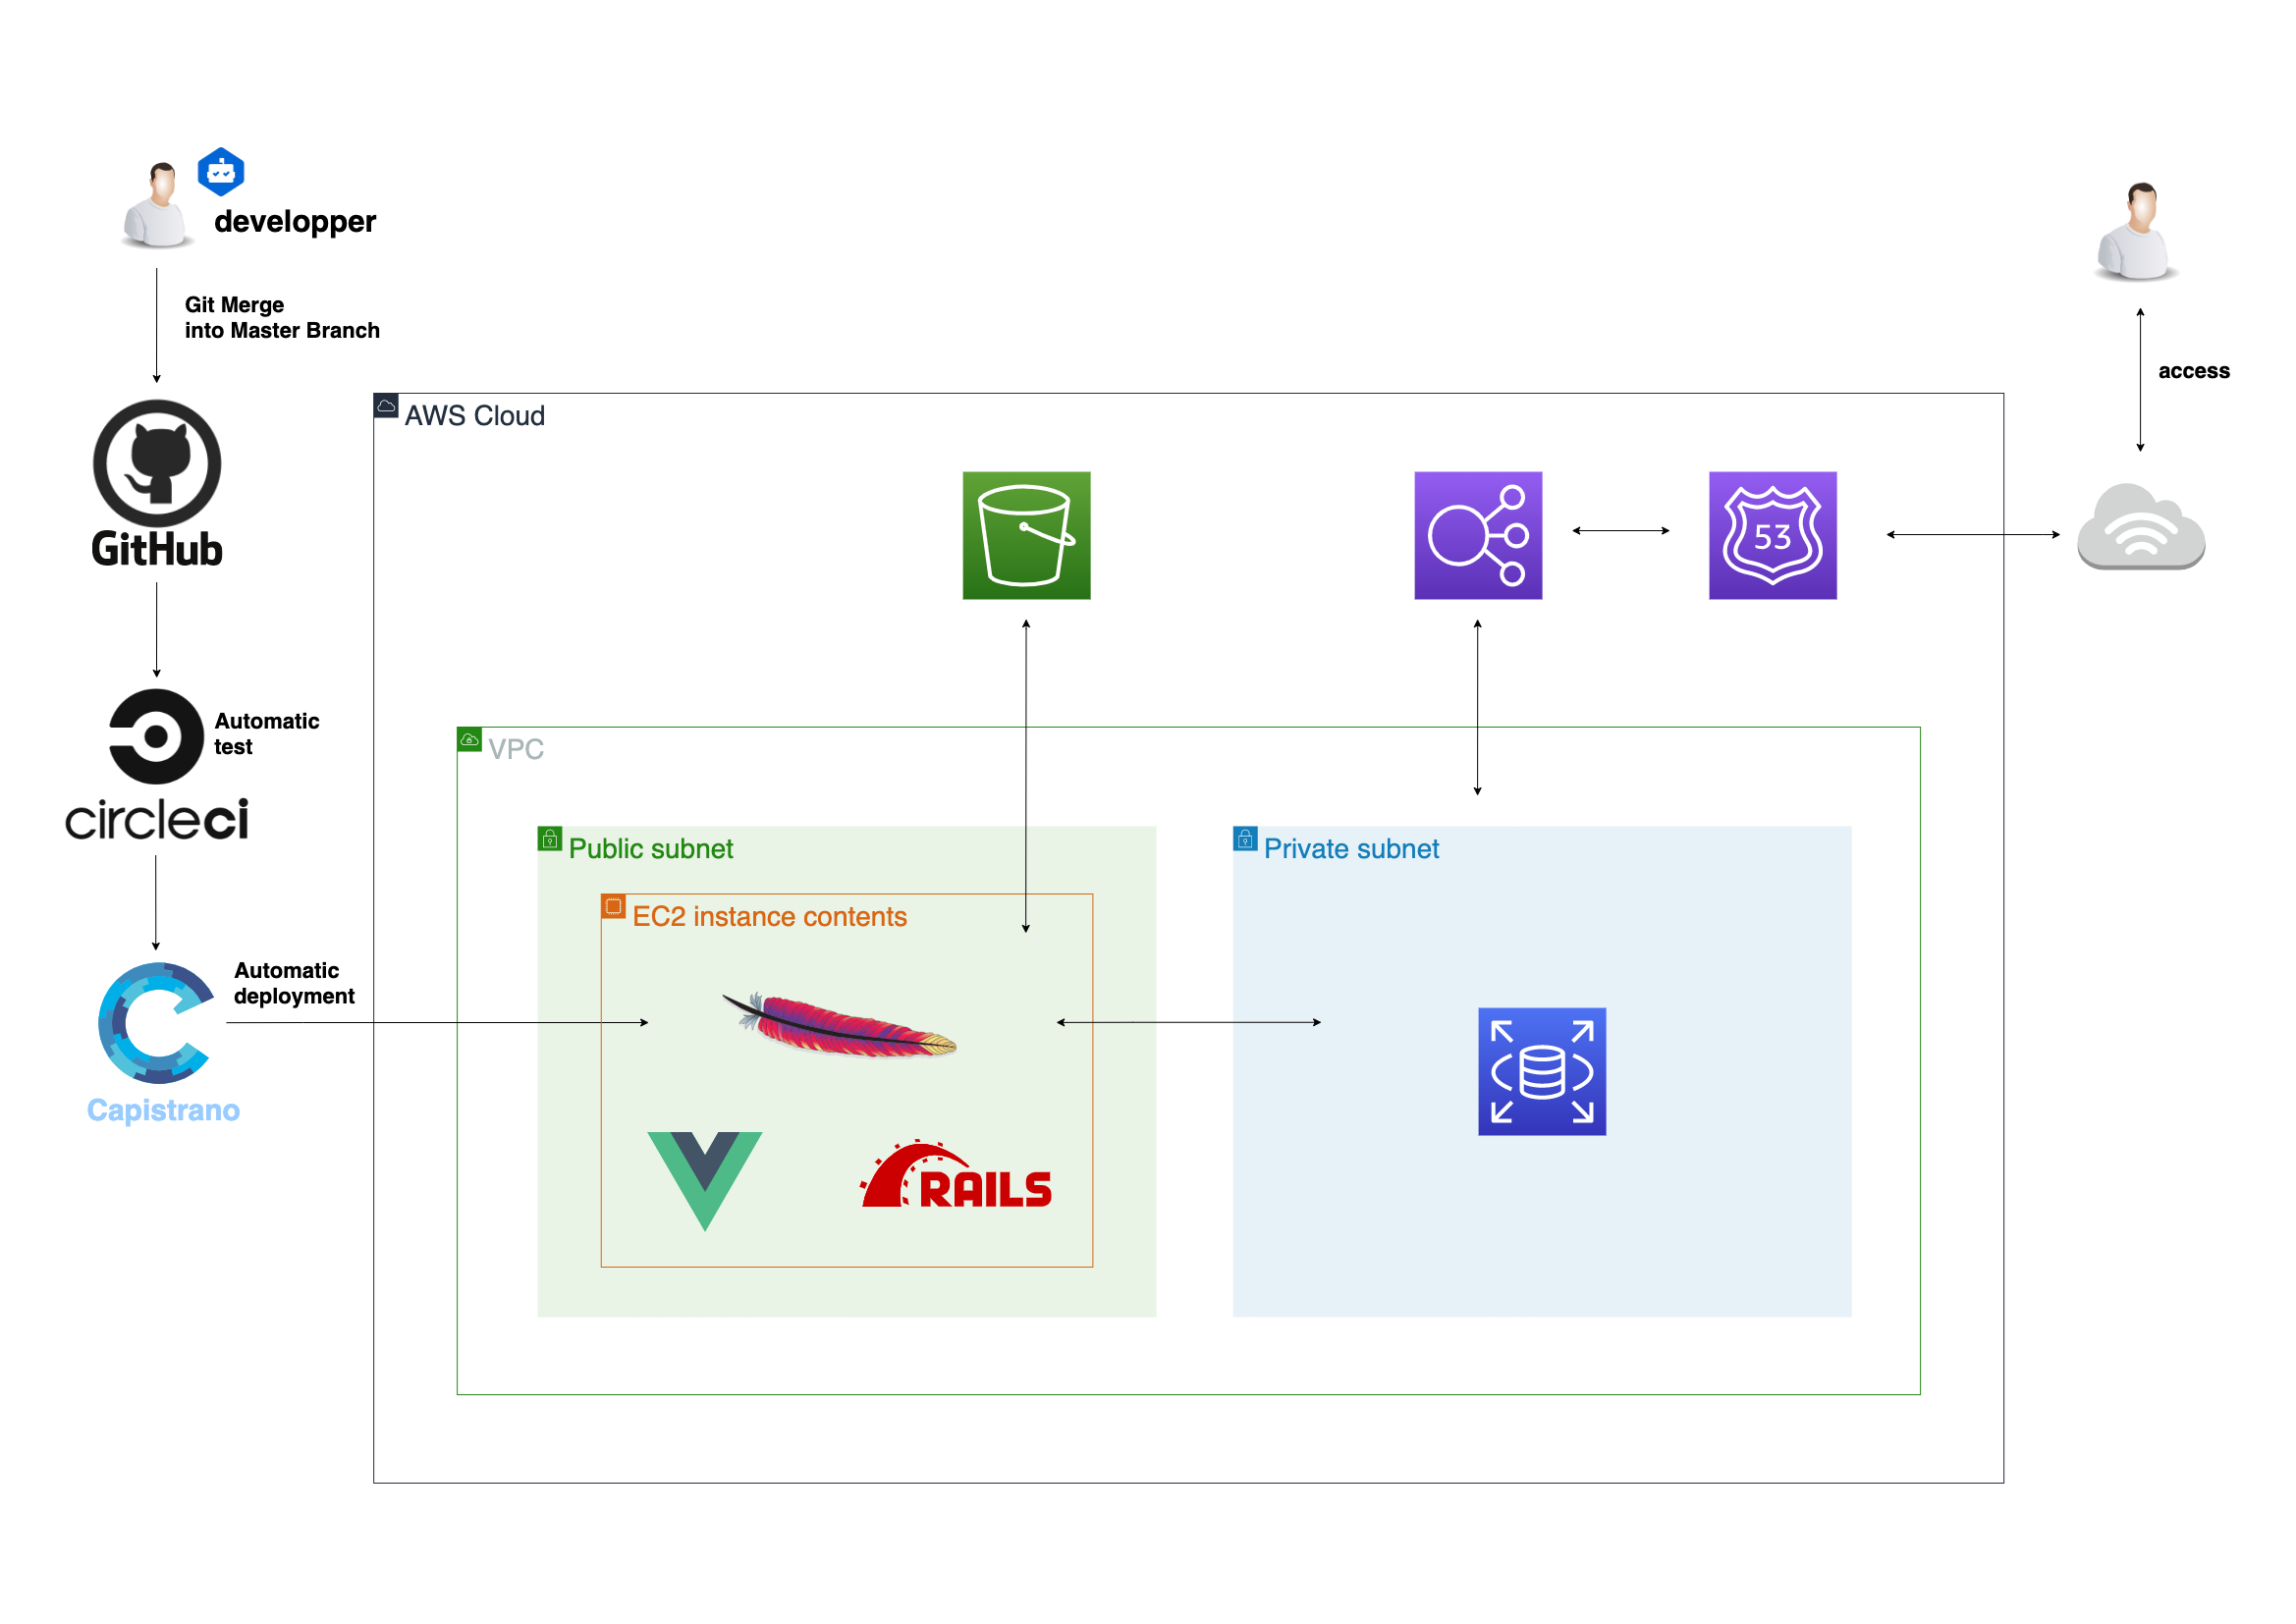 developper
Git Merge
into Master Branch
access
AWS Cloud
53
GitHub
Automatic
test
VPC
circleci
Public subnet
Private subnet
EC2 instance contents
Automatic
deployment
Capistrano
RAILS